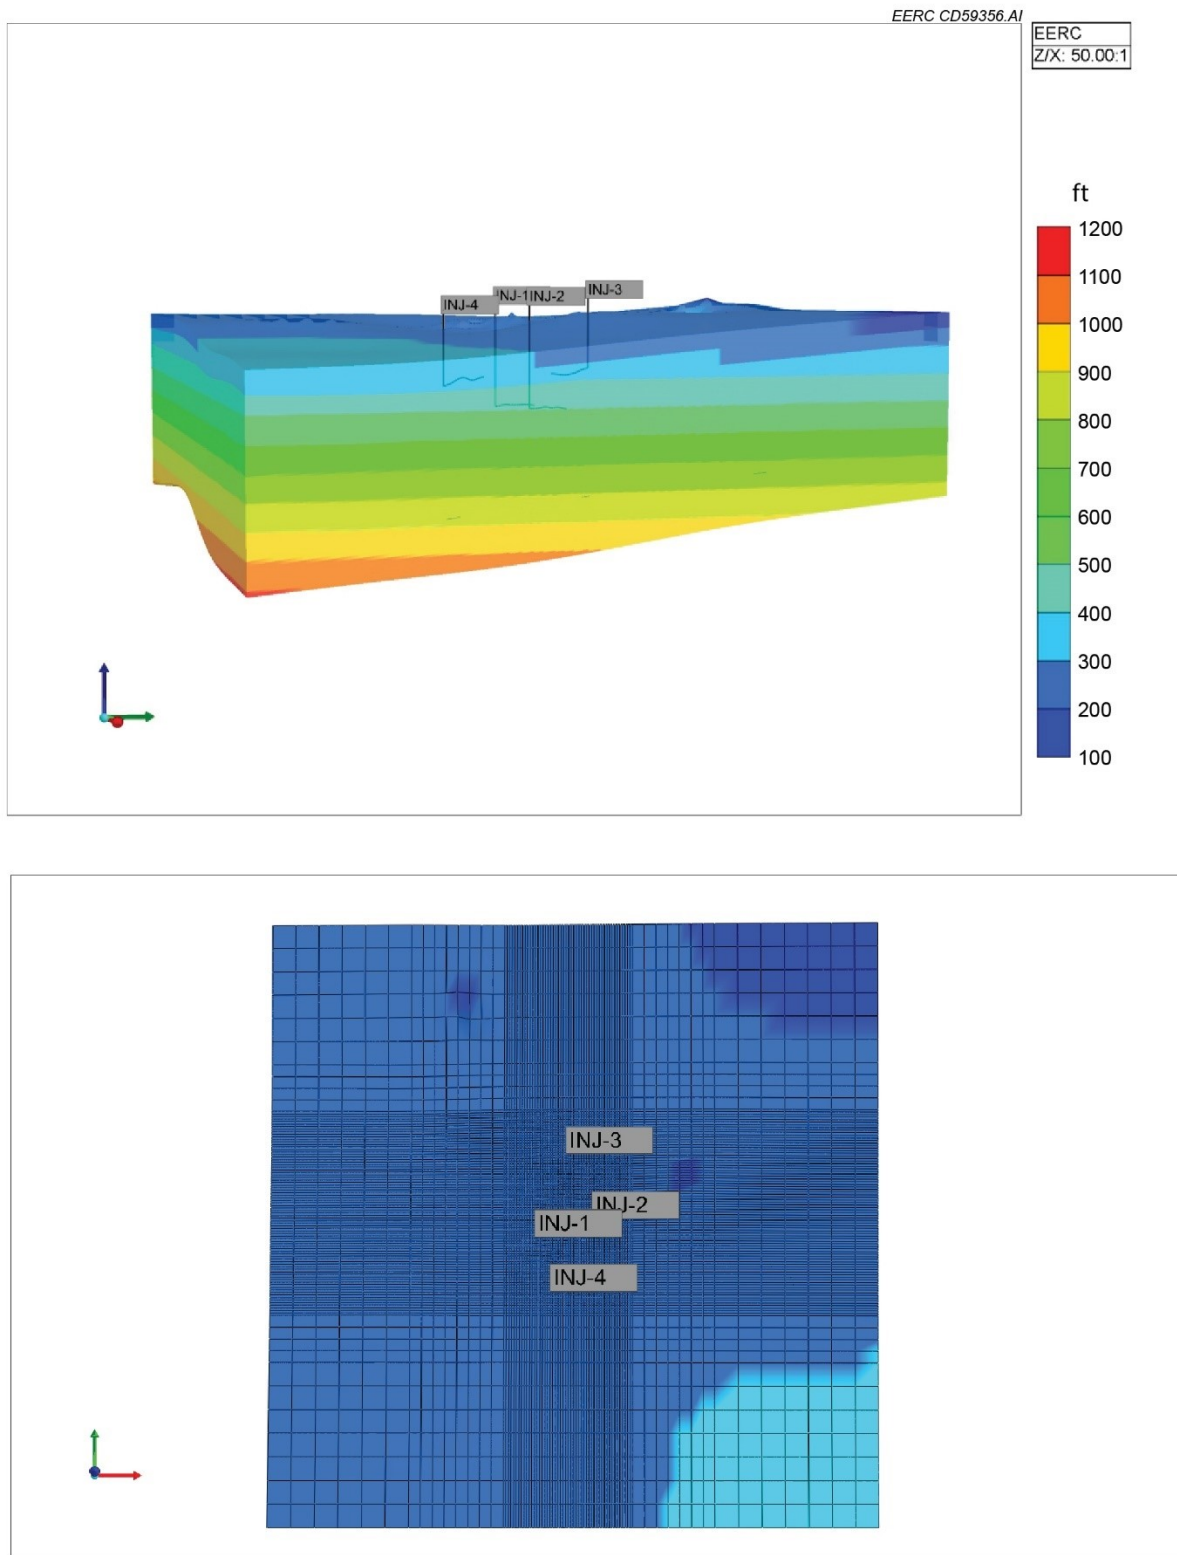 EERC CD59356.AI
EERC
Z/X: 50.00:1
ft
1200
1100
1000
900
800
700
600
500
400
300
200
100
INJ-4
INJ-1
INJ-2
INJ-3
INJ-3
INJ-2
INJ-1
INJ-4